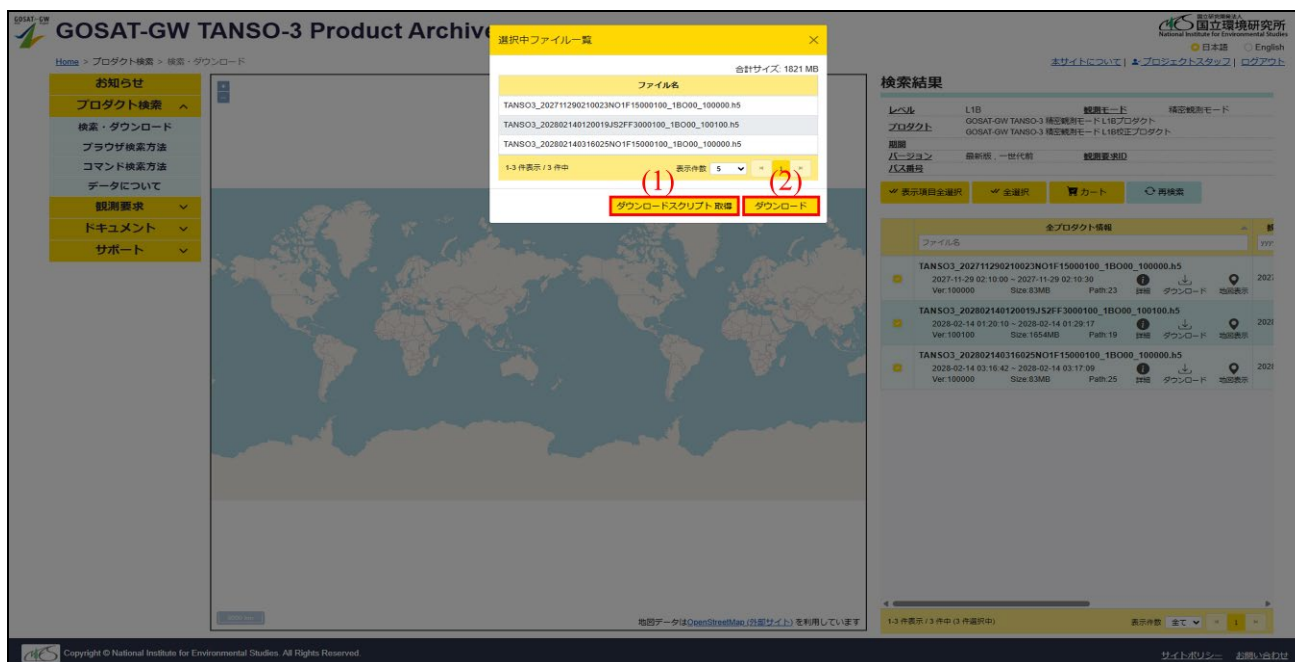 GOSAT-GW
GOSAT-GW TANSO-3 Product Archive
国立研究開発法人
国立環境研究所
National Institute for Environmental Studies
日本語 English
Home > プロダクト検索 > 検索・ダウンロード
本サイトについて | プロジェクトスタッフ | ログアウト
お知らせ
プロダクト検索
検索・ダウンロード
ブラウザ検索方法
コマンド検索方法
データについて
観測要求
ドキュメント
サポート
選択中ファイル一覧 ×
合計サイズ: 1821 MB
ファイル名
TANSO3_202711290210023NO1F15000100_1BO00_100000.h5
TANSO3_202802140120019JS2FF3000100_1BO00_100100.h5
TANSO3_202802140316025NO1F15000100_1BO00_100000.h5
1-3 件表示 / 3 件中 表示件数 5 « 1 »
(1) (2)
ダウンロードスクリプト取得 ダウンロード
検索結果
レベル L1B 観測モード 精密観測モード
プロダクト GOSAT-GW TANSO-3 精密観測モード L1Bプロダクト
GOSAT-GW TANSO-3 精密観測モード L1B校正プロダクト
期間
バージョン 最新版 , 一世代前 観測要求ID
パス番号
表示項目全選択 全選択 カート 再検索
全プロダクト情報
ファイル名
TANSO3_202711290210023NO1F15000100_1BO00_100000.h5
2027-11-29 02:10:00 ~ 2027-11-29 02:10:30
Ver:100000 Size:83MB Path:23 詳細 ダウンロード 地図表示
TANSO3_202802140120019JS2FF3000100_1BO00_100100.h5
2028-02-14 01:20:10 ~ 2028-02-14 01:29:17
Ver:100100 Size:1654MB Path:19 詳細 ダウンロード 地図表示
TANSO3_202802140316025NO1F15000100_1BO00_100000.h5
2028-02-14 03:16:42 ~ 2028-02-14 03:17:09
Ver:100000 Size:83MB Path:25 詳細 ダウンロード 地図表示
地図データはOpenStreetMap (外部サイト) を利用しています
1-3 件表示 / 3 件中 (3 件選択中) 表示件数 全て « 1 »
Copyright © National Institute for Environmental Studies. All Rights Reserved.
サイトポリシー お問い合わせ